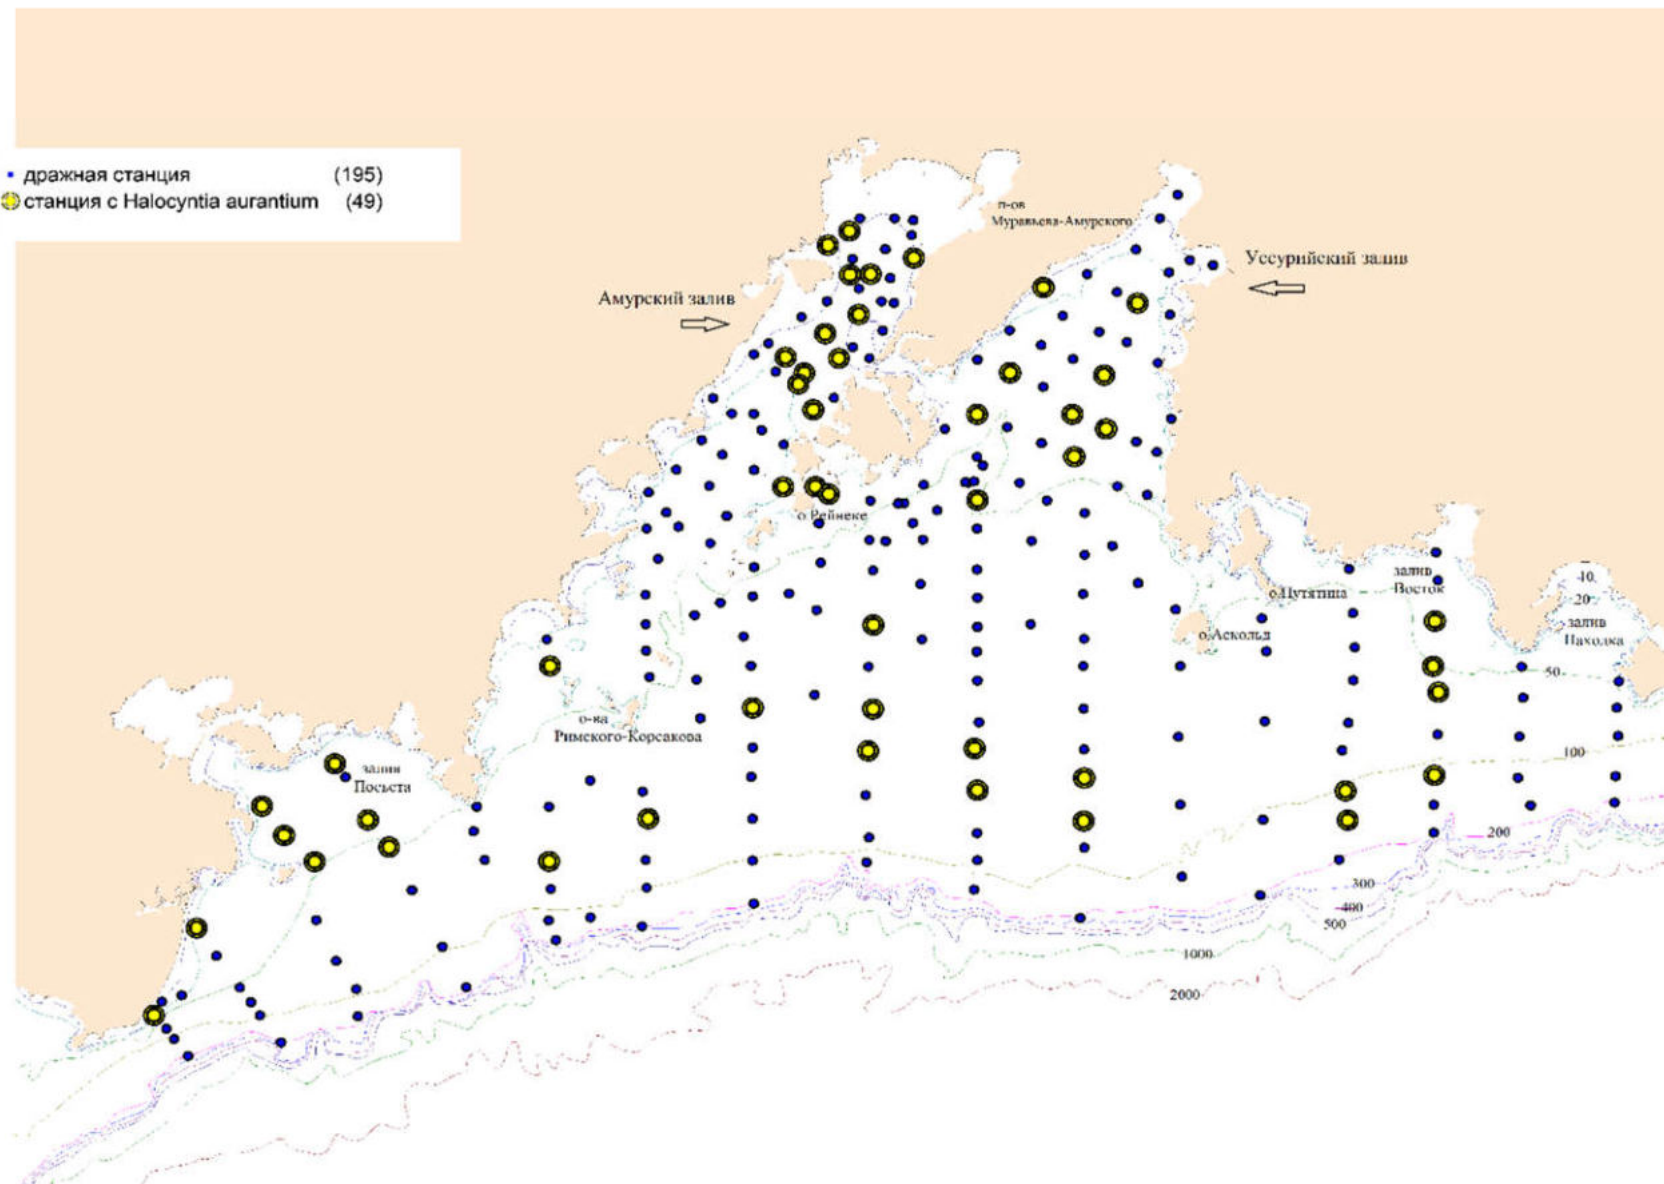 дражная станция (195)
станция с Halocyntia aurantium (49)
п-ов
Муравьева-Амурского
Уссурийский залив
Амурский залив
о.Рейнеке
залив
Восток
10
20
о.Путятина
залив
Находка
о.Аскольд
50
о-ва
Римского-Корсакова
100
залив
Посьета
200
300
400
500
1000
2000